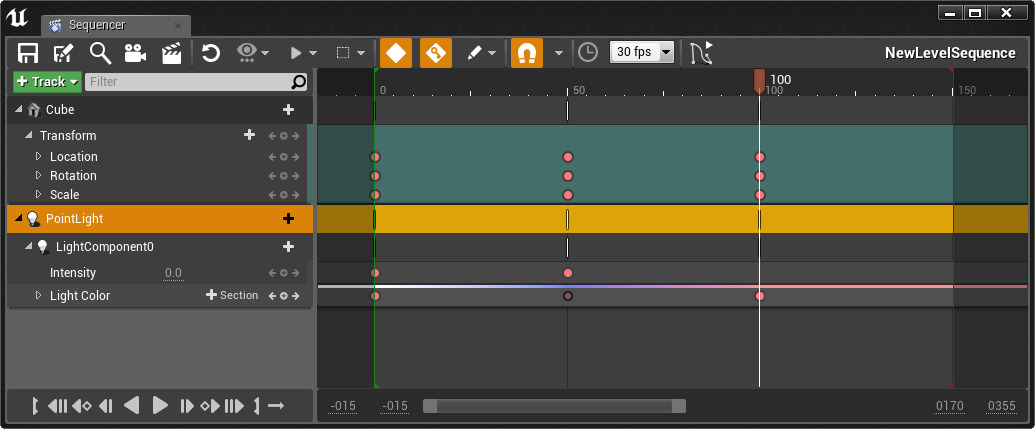 Sequencer
30 fps
NewLevelSequence
Track
Filter
100
0
50
100
150
Cube
Transform
Location
Rotation
Scale
PointLight
LightComponent0
Intensity
0.0
Light Color
Section
-015
-015
0170
0355